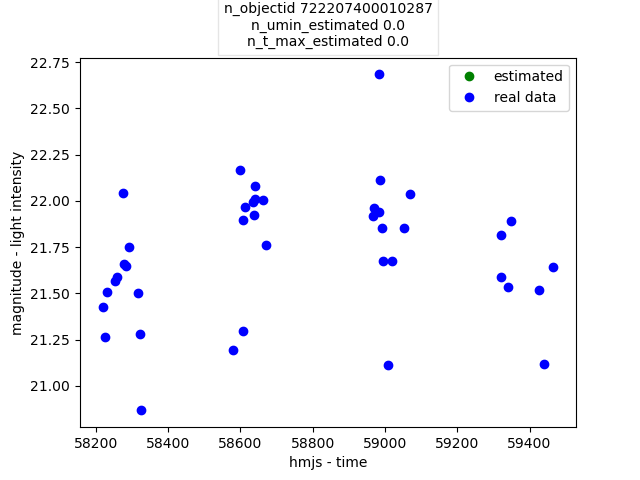 n_objectid 722207400010287
n_umin_estimated 0.0
n_t_max_estimated 0.0
22.75
22.50
22.25
22.00
21.75
21.50
21.25
21.00
magnitude - light intensity
estimated
real data
58200 58400 58600 58800 59000 59200 59400
hmjs - time